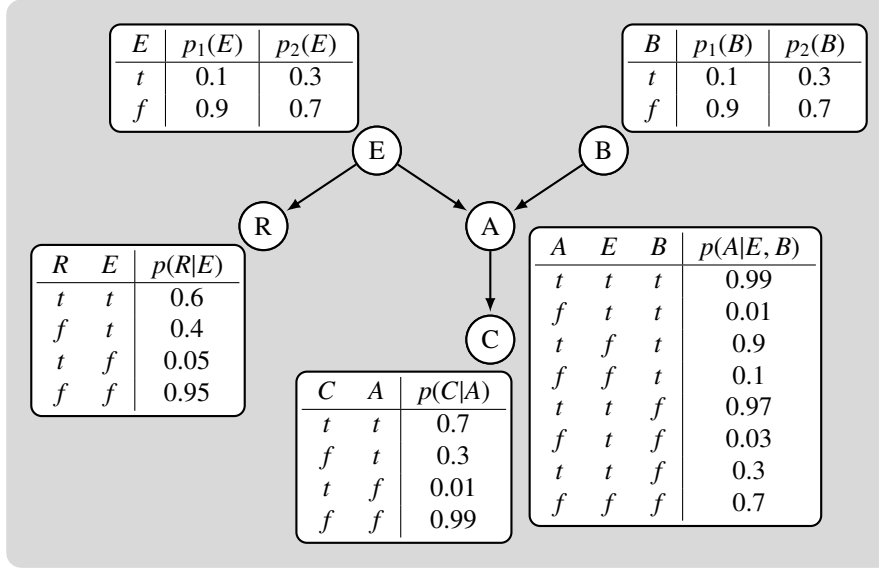 E p₁(E) p₂(E)
t 0.1 0.3
f 0.9 0.7
B p₁(B) p₂(B)
t 0.1 0.3
f 0.9 0.7
E
B
R
A
R E p(R|E)
t t 0.6
f t 0.4
t f 0.05
f f 0.95
A E B p(A|E, B)
t t t 0.99
f t t 0.01
t f t 0.9
f f t 0.1
t t f 0.97
f t f 0.03
t t f 0.3
f f f 0.7
C
C A p(C|A)
t t 0.7
f t 0.3
t f 0.01
f f 0.99